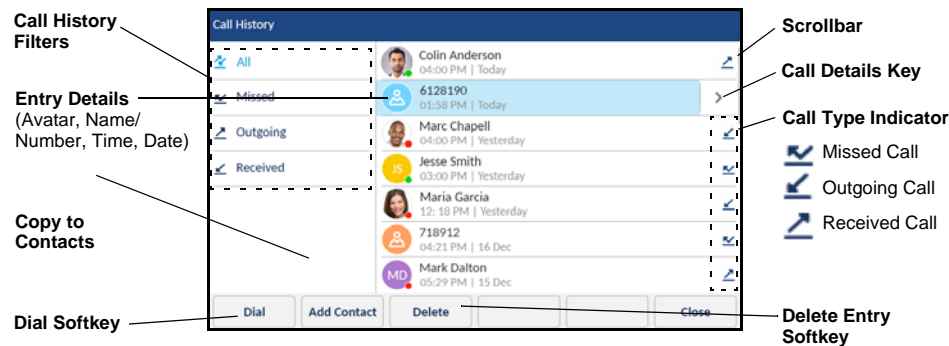 Call History
Filters
Entry Details
(Avatar, Name/
Number, Time, Date)
Copy to
Contacts
Dial Softkey
Call History
All
Missed
Outgoing
Received
Colin Anderson
04:00 PM | Today
6128190
01:58 PM | Today
Marc Chapell
04:00 PM | Yesterday
JS
Jesse Smith
03:00 PM | Yesterday
Maria Garcia
12: 18 PM | Yesterday
718912
04:21 PM | 16 Dec
MD
Mark Dalton
05:29 PM | 15 Dec
Dial
Add Contact
Delete
Close
Scrollbar
Call Details Key
Call Type Indicator
Missed Call
Outgoing Call
Received Call
Delete Entry
Softkey